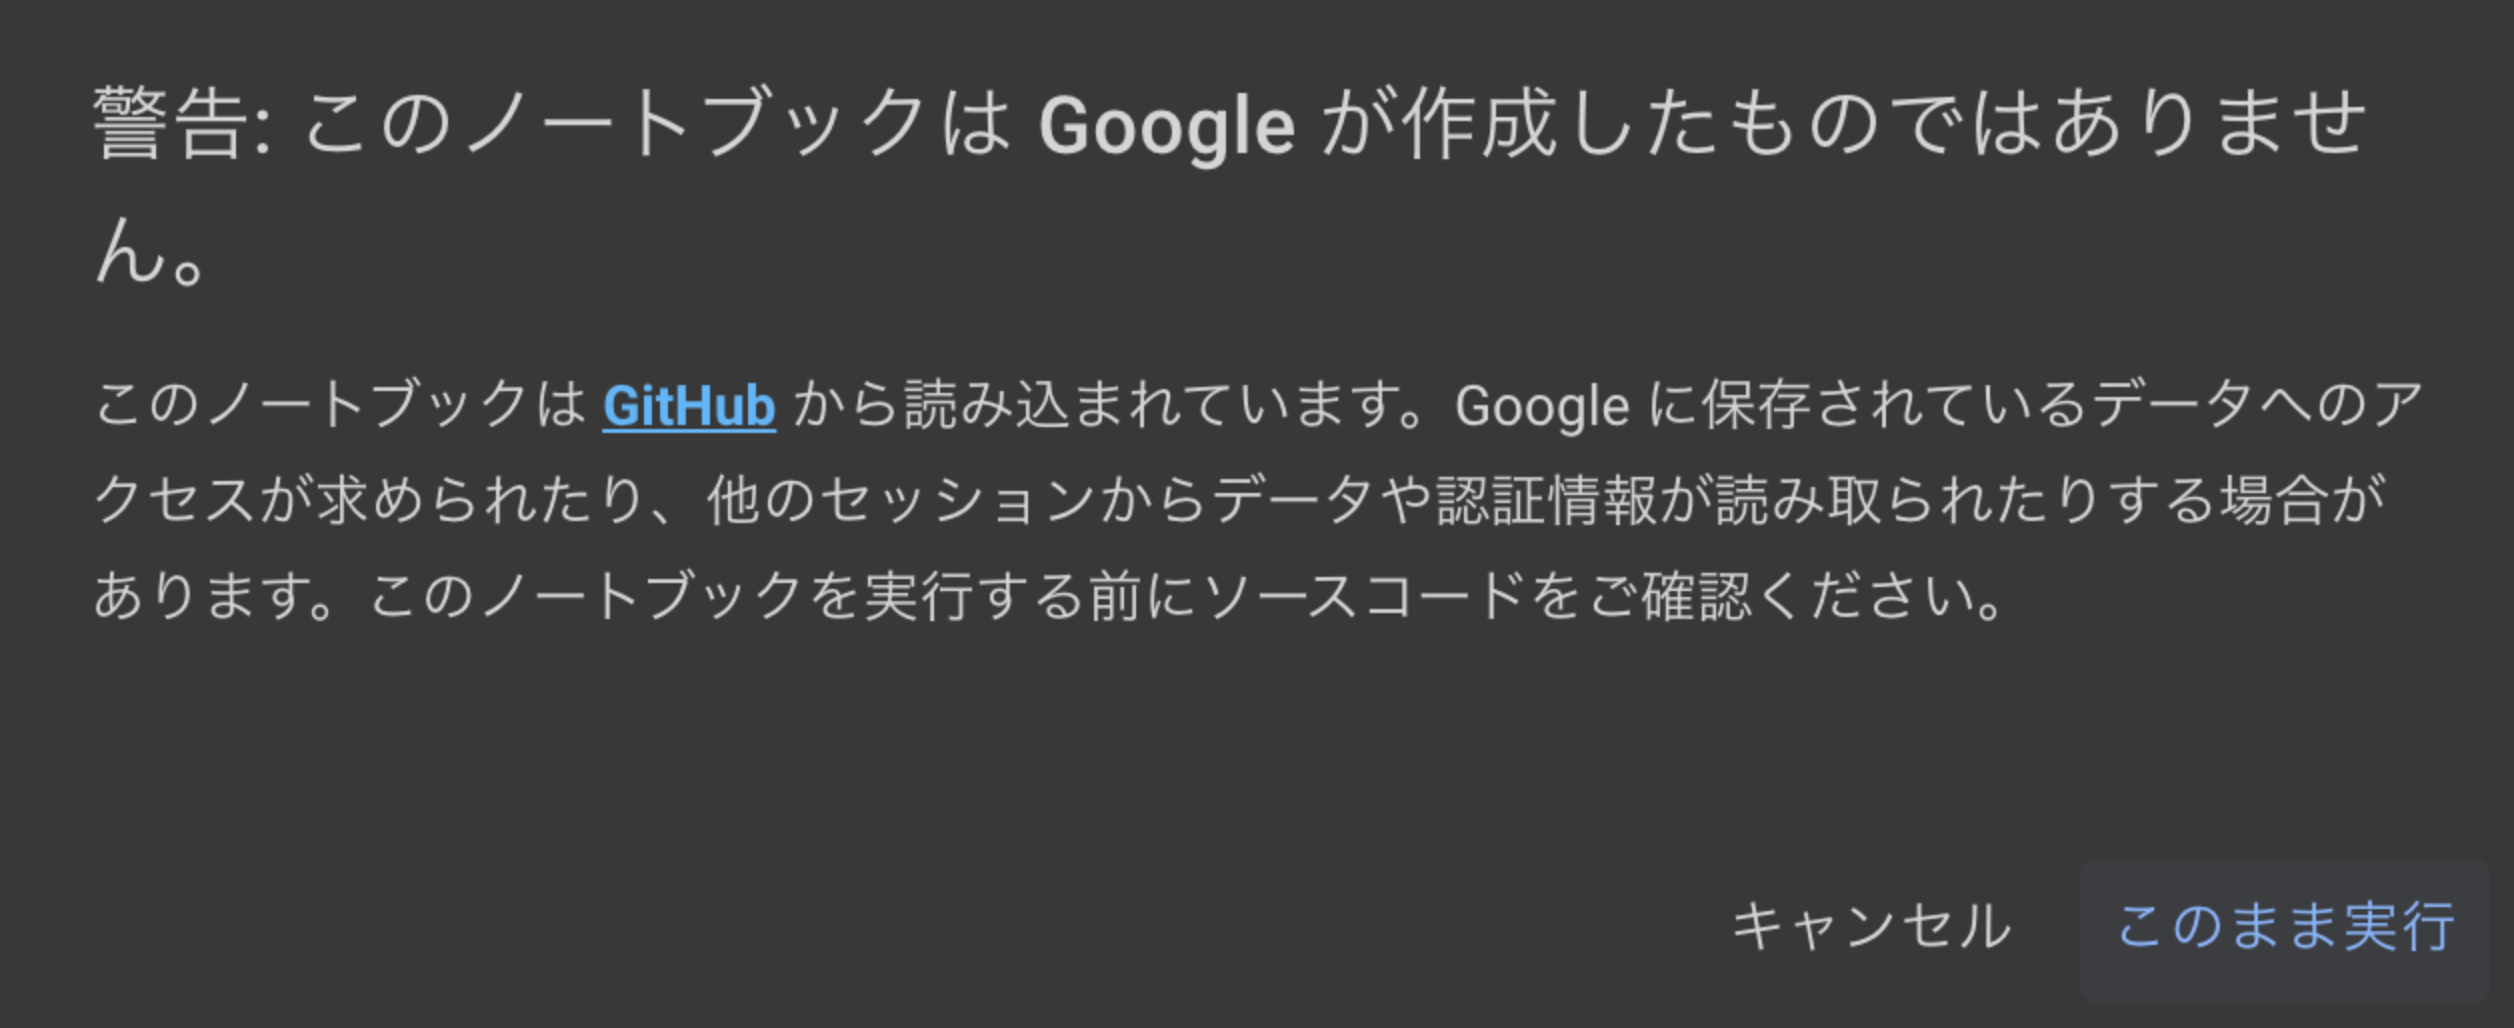 警告: このノートブックは Google が作成したものではありませ
ん。
このノートブックは GitHub から読み込まれています。Google に保存されているデータへのア
クセスが求められたり、他のセッションからデータや認証情報が読み取られたりする場合が
あります。このノートブックを実行する前にソースコードをご確認ください。
キャンセル このまま実行